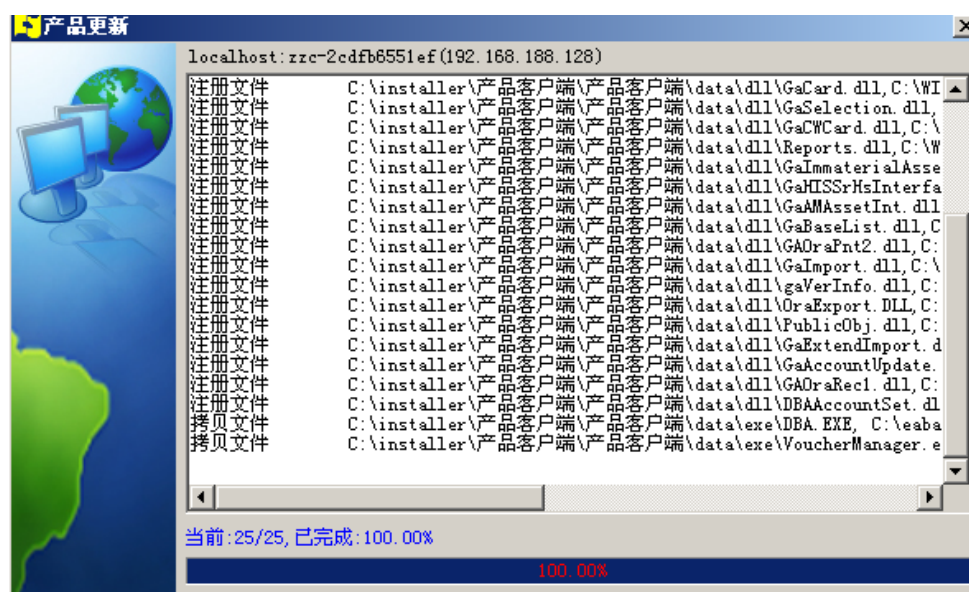 产品更新
localhost:zzc-2cdfb6551ef(192.168.188.128)
注册文件 C:\installer\产品客户端\产品客户端\data\dll\GaCard.dll,C:\WI
注册文件 C:\installer\产品客户端\产品客户端\data\dll\GaSelection.dll,
注册文件 C:\installer\产品客户端\产品客户端\data\dll\GaCWCard.dll,C:\
注册文件 C:\installer\产品客户端\产品客户端\data\dll\Reports.dll,C:\W
注册文件 C:\installer\产品客户端\产品客户端\data\dll\GaImmaterialAsse
注册文件 C:\installer\产品客户端\产品客户端\data\dll\GaHISSrHsInterfa
注册文件 C:\installer\产品客户端\产品客户端\data\dll\GaAMAssetInt.dll
注册文件 C:\installer\产品客户端\产品客户端\data\dll\GaBaseList.dll,C
注册文件 C:\installer\产品客户端\产品客户端\data\dll\GAOraPnt2.dll,C:
注册文件 C:\installer\产品客户端\产品客户端\data\dll\GaImport.dll,C:\
注册文件 C:\installer\产品客户端\产品客户端\data\dll\gaVerInfo.dll,C:
注册文件 C:\installer\产品客户端\产品客户端\data\dll\OraExport.DLL,C:
注册文件 C:\installer\产品客户端\产品客户端\data\dll\PublicObj.dll,C:
注册文件 C:\installer\产品客户端\产品客户端\data\dll\GaExtendImport.d
注册文件 C:\installer\产品客户端\产品客户端\data\dll\GaAccountUpdate.
注册文件 C:\installer\产品客户端\产品客户端\data\dll\GAOraRec1.dll,C:
注册文件 C:\installer\产品客户端\产品客户端\data\dll\DBAAccountSet.dl
拷贝文件 C:\installer\产品客户端\产品客户端\data\exe\DBA.EXE, C:\eaba
拷贝文件 C:\installer\产品客户端\产品客户端\data\exe\VoucherManager.e
当前:25/25,已完成:100.00%
100.00%